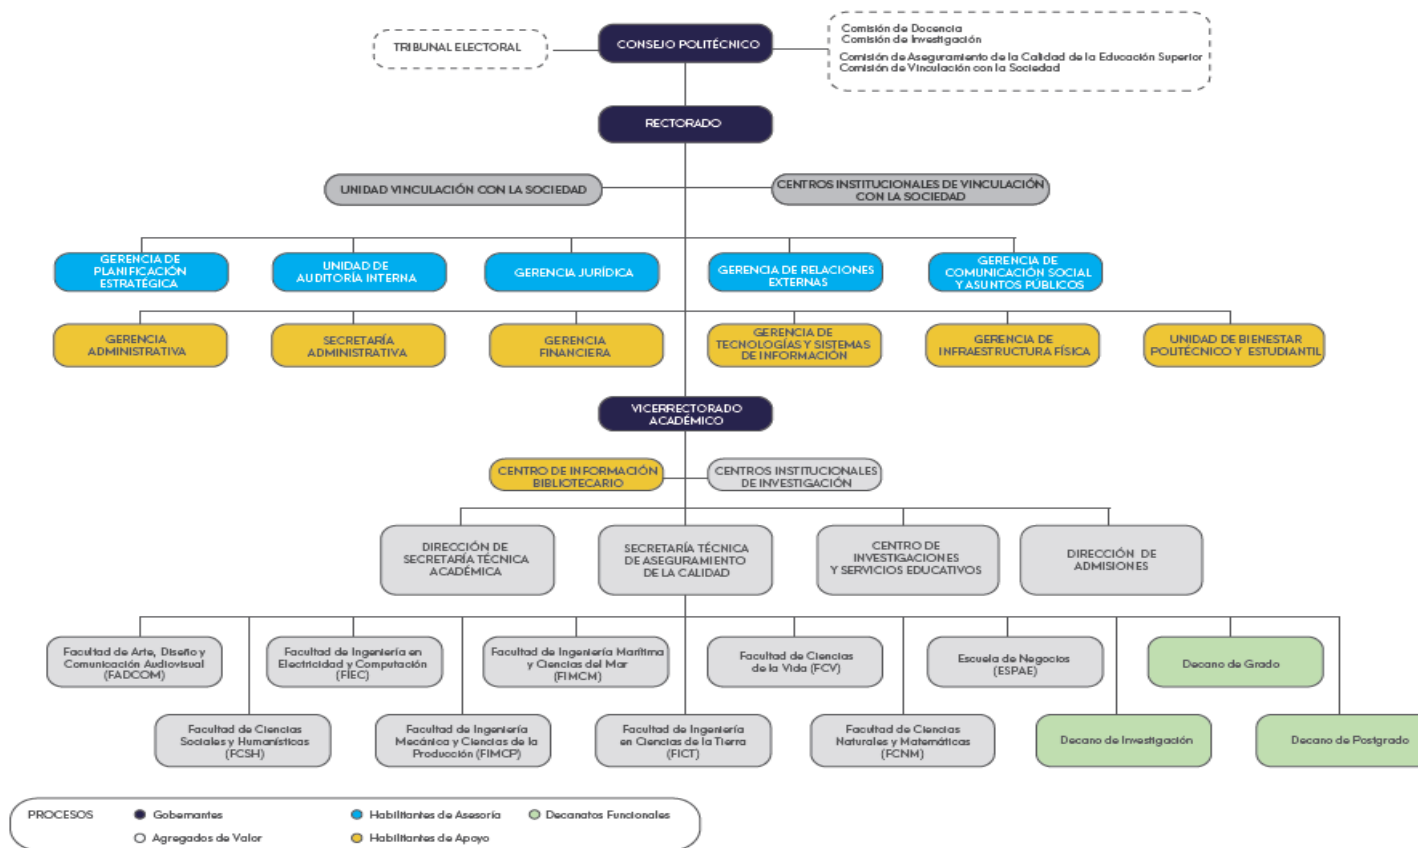 TRIBUNAL ELECTORAL
CONSEJO POLITÉCNICO
Comisión de Docencia
Comisión de Investigación
Comisión de Aseguramiento de la Calidad de la Educación Superior
Comisión de Vinculación con la Sociedad
RECTORADO
UNIDAD VINCULACIÓN CON LA SOCIEDAD
CENTROS INSTITUCIONALES DE VINCULACIÓN
CON LA SOCIEDAD
GERENCIA DE
PLANIFICACIÓN
ESTRATÉGICA
UNIDAD DE
AUDITORÍA INTERNA
GERENCIA JURÍDICA
GERENCIA DE RELACIONES
EXTERNAS
GERENCIA DE
COMUNICACIÓN SOCIAL
Y ASUNTOS PÚBLICOS
GERENCIA
ADMINISTRATIVA
SECRETARÍA
ADMINISTRATIVA
GERENCIA
FINANCIERA
GERENCIA DE
TECNOLOGÍAS Y SISTEMAS
DE INFORMACIÓN
GERENCIA DE
INFRAESTRUCTURA FÍSICA
UNIDAD DE BIENESTAR
POLITÉCNICO Y ESTUDIANTIL
VICERRECTORADO
ACADÉMICO
CENTRO DE INFORMACIÓN
BIBLIOTECARIO
CENTROS INSTITUCIONALES
DE INVESTIGACIÓN
DIRECCIÓN DE
SECRETARÍA TÉCNICA
ACADÉMICA
SECRETARÍA TÉCNICA
DE ASEGURAMIENTO
DE LA CALIDAD
CENTRO DE
INVESTIGACIONES
Y SERVICIOS EDUCATIVOS
DIRECCIÓN DE
ADMISIONES
Facultad de Arte, Diseño y
Comunicación Audiovisual
(FADCOM)
Facultad de Ingeniería en
Electricidad y Computación
(FIEC)
Facultad de Ingeniería Marítima
y Ciencias del Mar
(FIMCM)
Facultad de Ciencias
de la Vida (FCV)
Escuela de Negocios
(ESPAE)
Decano de Grado
Facultad de Ciencias
Sociales y Humanísticas
(FCSH)
Facultad de Ingeniería
Mecánica y Ciencias de la
Producción (FIMCP)
Facultad de Ingeniería
en Ciencias de la Tierra
(FICT)
Facultad de Ciencias
Naturales y Matemáticas
(FCNM)
Decano de Investigación
Decano de Postgrado
PROCESOS
Gobernantes
Habilitantes de Asesoría
Decanatos Funcionales
Agregados de Valor
Habilitantes de Apoyo